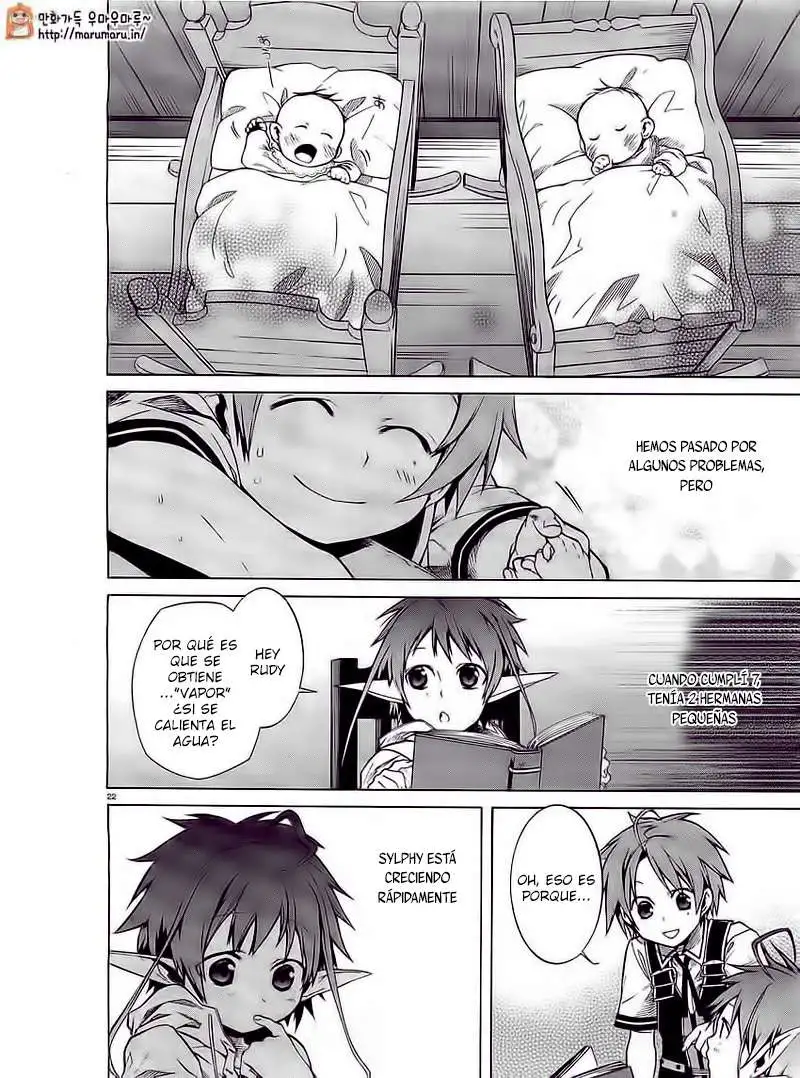 만화가득 우마우마루~
http://marumaru.in/
あ
あ
HEMOS PASADO POR
ALGUNOS PROBLEMAS,
PERO
CUANDO CUMPLÍ 7,
TENÍA 2 HERMANAS
PEQUEÑAS
HEY
RUDY
POR QUÉ ES
QUE SE
OBTIENE
..."VAPOR"
¿SI SE
CALIENTA EL
AGUA?
22
OH, ESO ES
PORQUE...
SYLPHY ESTÁ
CRECIENDO
RÁPIDAMENTE